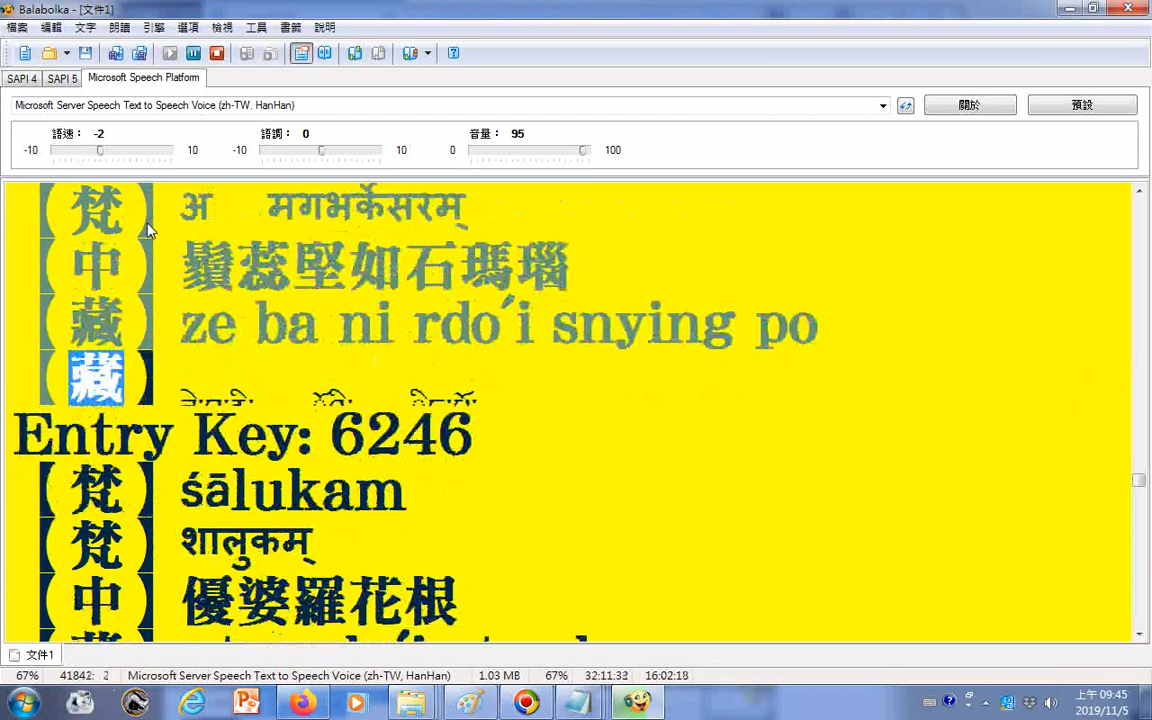 Balabolka - [文件1]
檔案 編輯 文字 朗讀 引擎 選項 檢視 工具 書籤 說明
SAPI 4 SAPI 5 Microsoft Speech Platform
Microsoft Server Speech Text to Speech Voice (zh-TW, HanHan) 關於 預設
語速： -2 語調： 0 音量： 95
-10 10 -10 10 0 100
【梵】 अ मगर्भकेसरम्
【中】 鬚蕊堅如石瑪瑙
【藏】 ze ba ni rdo´i snying po
【藏】
Entry Key: 6246
【梵】 śālukam
【梵】 शालुकम्
【中】 優婆羅花根
文件1
67% 41842: 2 Microsoft Server Speech Text to Speech Voice (zh-TW, HanHan) 1.03 MB 67% 32:11:32 16:02:18
上午 09:45
2019/11/5